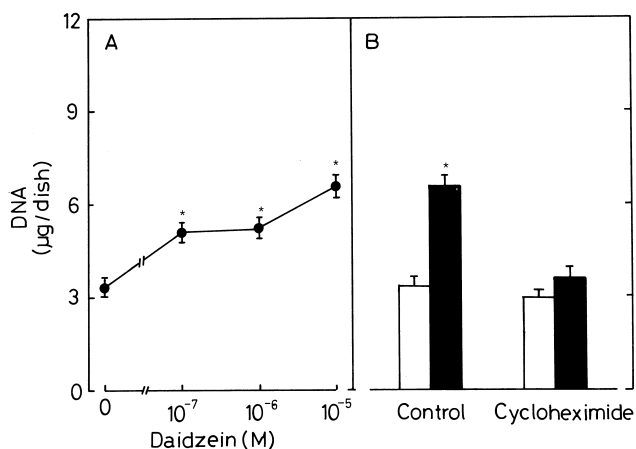 12
9
6
3
0
DNA
(µg/dish)
A
*
*
*
0
10⁻⁷
10⁻⁶
10⁻⁵
Daidzein (M)
B
*
Control
Cycloheximide